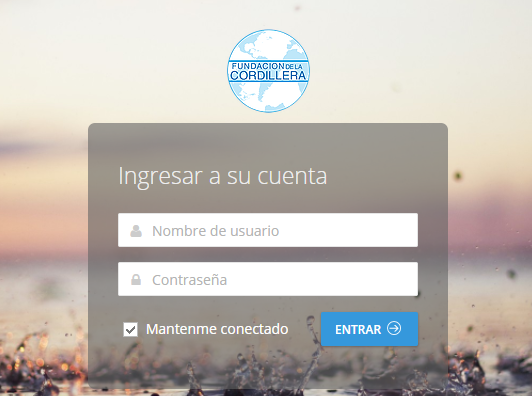 FUNDACION DE LA
CORDILLERA
Ingresar a su cuenta
Nombre de usuario
Contraseña
Mantenme conectado
ENTRAR